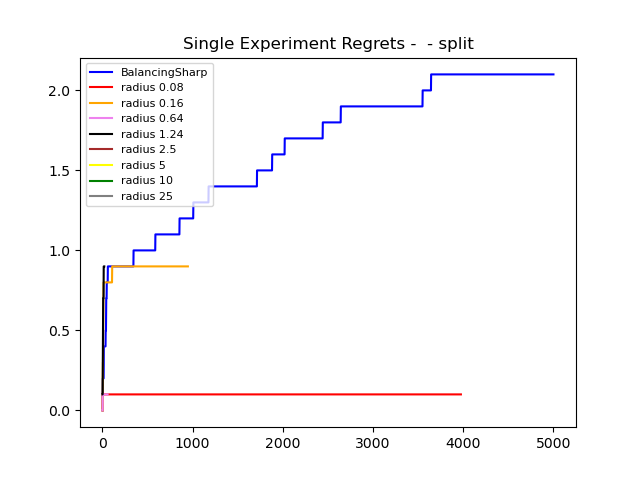 Single Experiment Regrets -  - split
BalancingSharp
radius 0.08
radius 0.16
radius 0.64
radius 1.24
radius 2.5
radius 5
radius 10
radius 25
2.0
1.5
1.0
0.5
0.0
0 1000 2000 3000 4000 5000